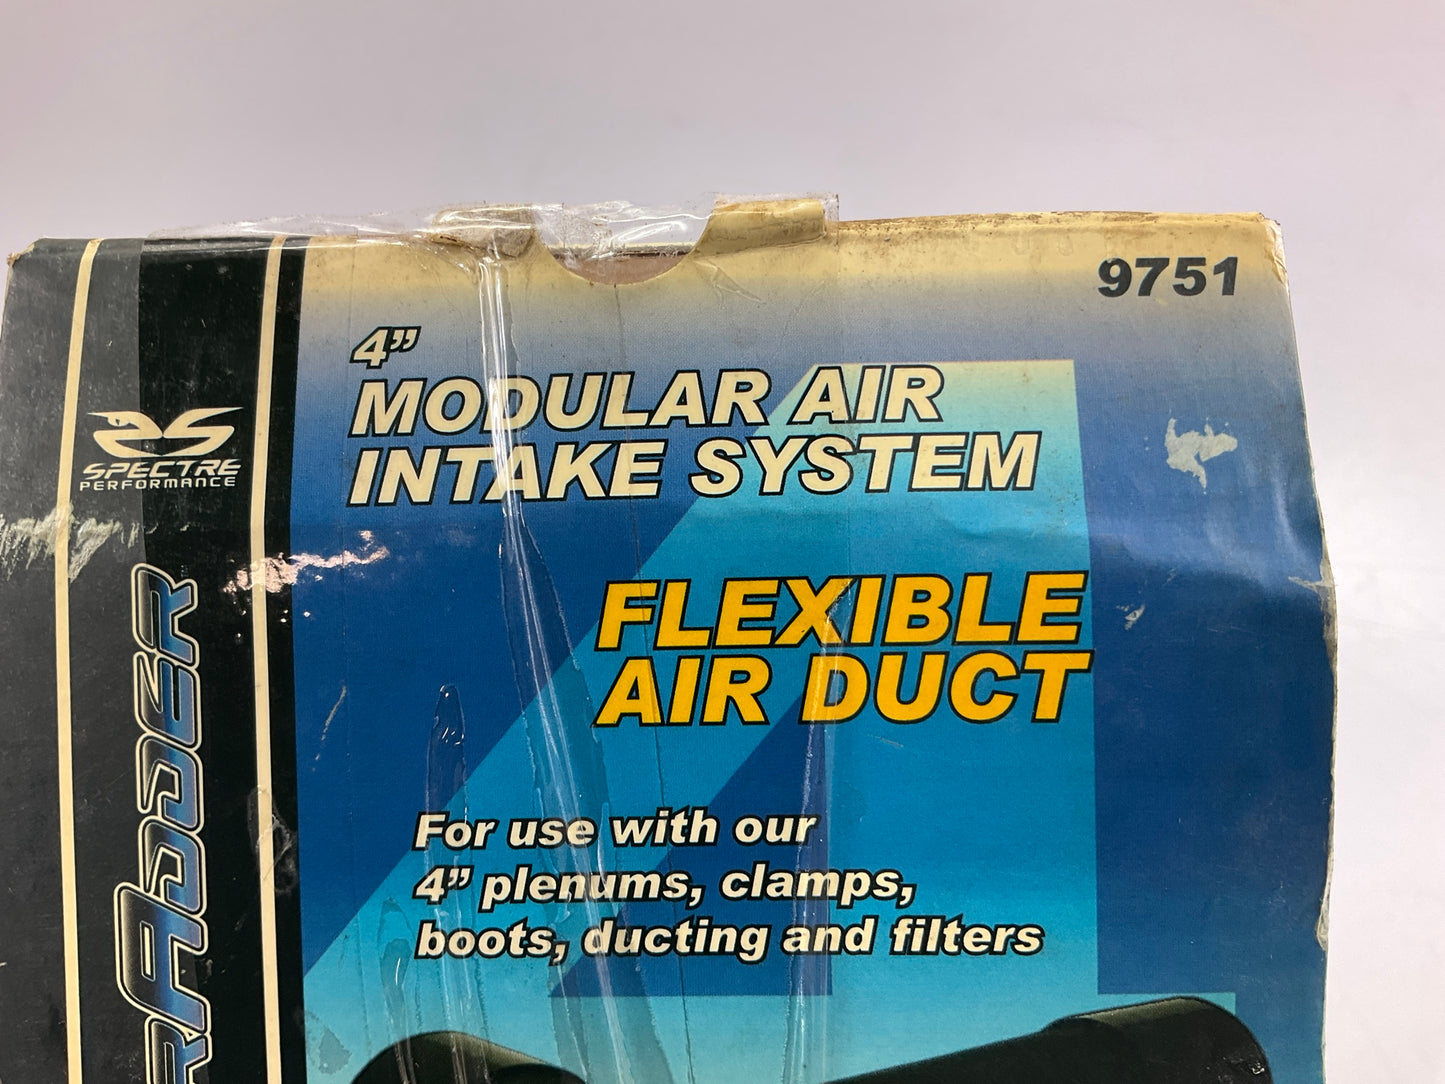 9751
4”
MODULAR AIR
INTAKE SYSTEM
SPECTRE
PERFORMANCE
FLEXIBLE
AIR DUCT
For use with our
4” plenums, clamps,
boots, ducting and filters